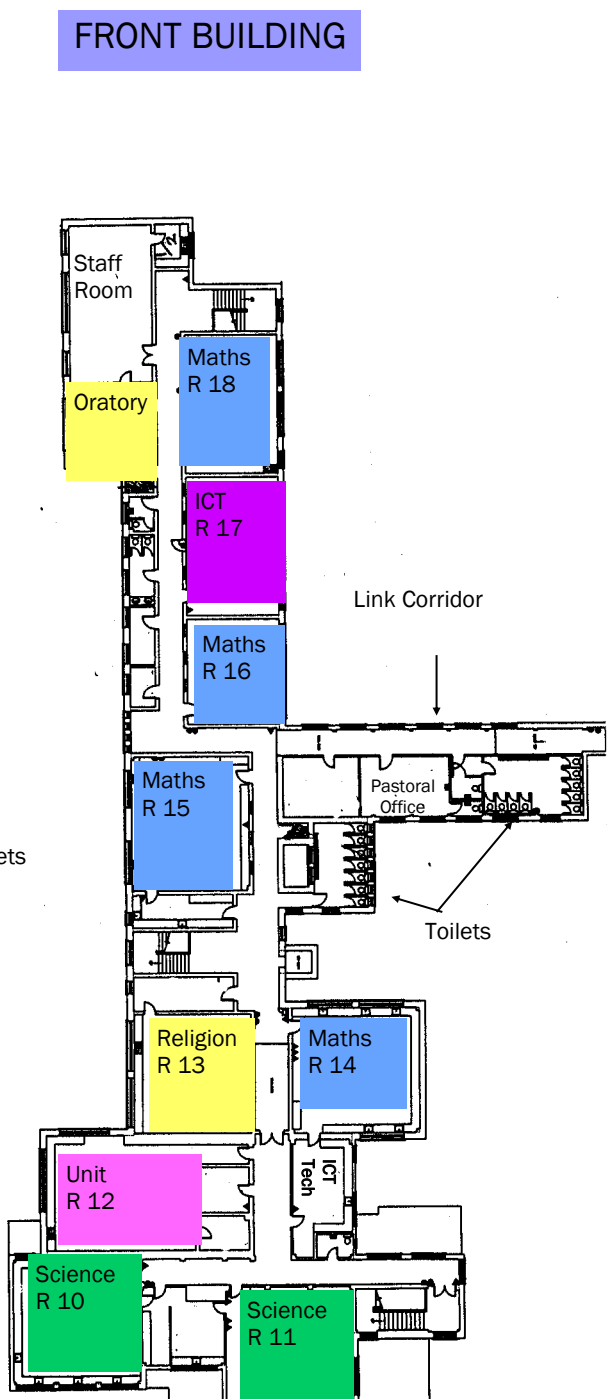 FRONT BUILDING
Staff
Room
Maths
R 18
Oratory
ICT
R 17
Link Corridor
Maths
R 16
Maths
R 15
Pastoral
Office
ets
Toilets
Religion
R 13
Maths
R 14
Unit
R 12
ICT
Tech
Science
R 10
Science
R 11